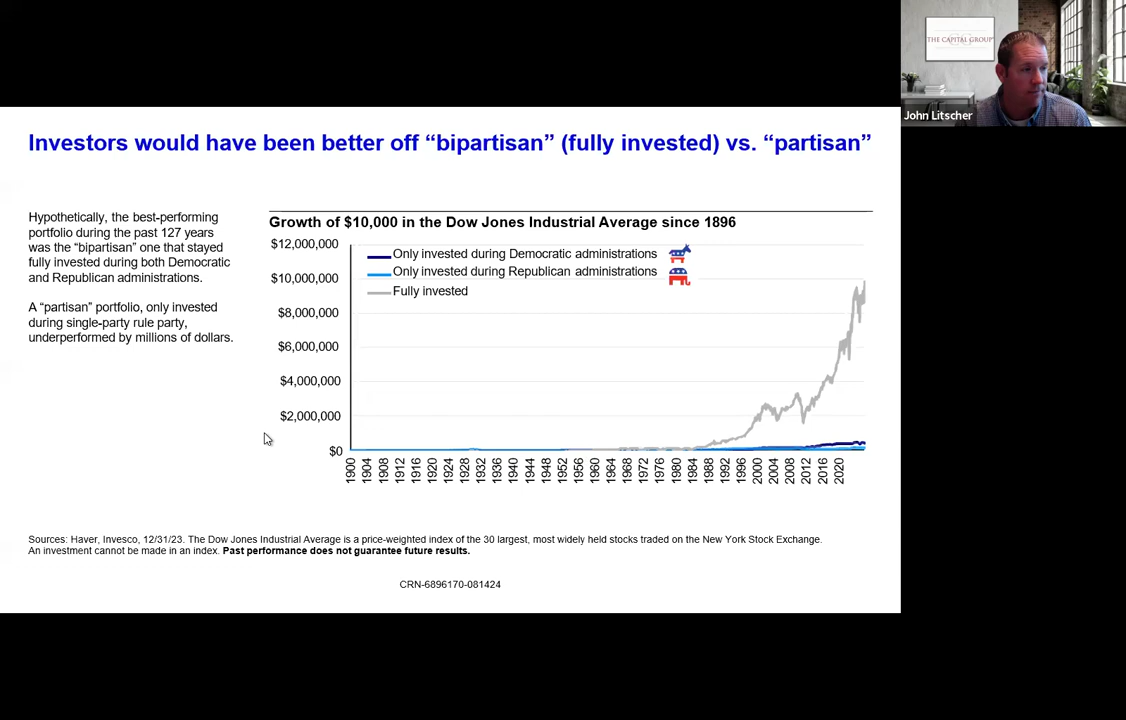 THE CAPITAL GROUP
John Litscher
Investors would have been better off “bipartisan” (fully invested) vs. “partisan”
Hypothetically, the best-performing
portfolio during the past 127 years
was the “bipartisan” one that stayed
fully invested during both Democratic
and Republican administrations.
A “partisan” portfolio, only invested
during single-party rule party,
underperformed by millions of dollars.
Growth of $10,000 in the Dow Jones Industrial Average since 1896
$12,000,000
$10,000,000
$8,000,000
$6,000,000
$4,000,000
$2,000,000
$0
Only invested during Democratic administrations
Only invested during Republican administrations
Fully invested
1900
1904
1908
1912
1916
1920
1924
1928
1932
1936
1940
1944
1948
1952
1956
1960
1964
1968
1972
1976
1980
1984
1988
1992
1996
2000
2004
2008
2012
2016
2020
Sources: Haver, Invesco, 12/31/23. The Dow Jones Industrial Average is a price-weighted index of the 30 largest, most widely held stocks traded on the New York Stock Exchange.
An investment cannot be made in an index. Past performance does not guarantee future results.
CRN-6896170-081424